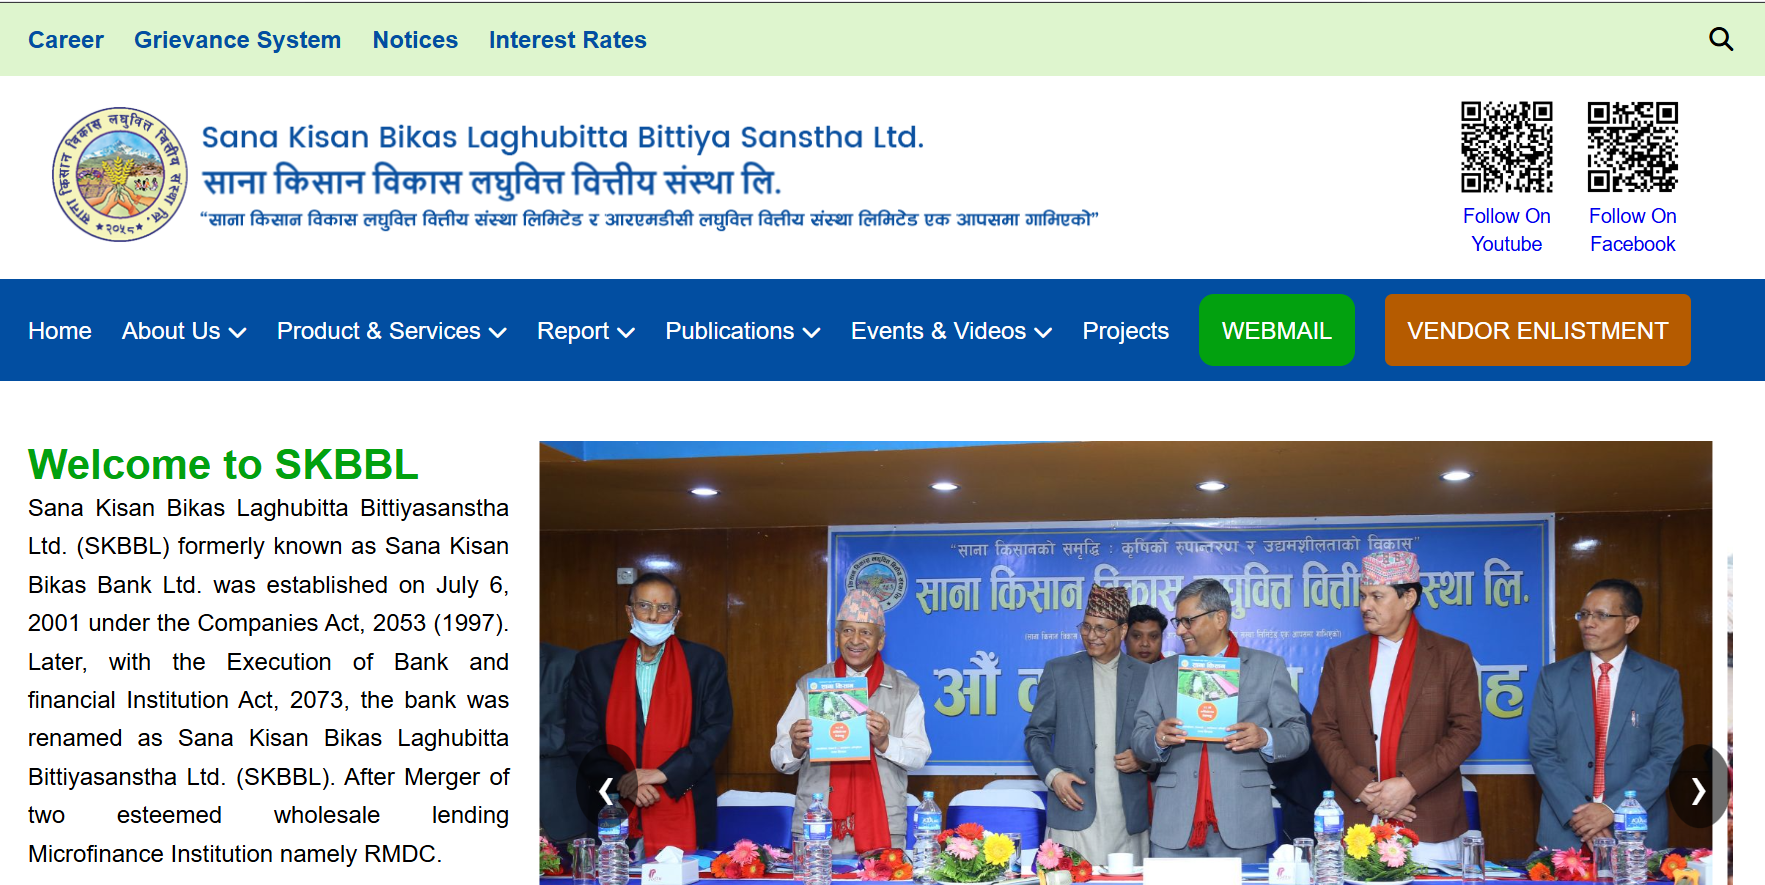 Career Grievance System Notices Interest Rates
साना किसान विकास लघुवित्त वित्तीय संस्था लि.
२०५८
Sana Kisan Bikas Laghubitta Bittiya Sanstha Ltd.
साना किसान विकास लघुवित्त वित्तीय संस्था लि.
“साना किसान विकास लघुवित्त वित्तीय संस्था लिमिटेड र आरएमडीसी लघुवित्त वित्तीय संस्था लिमिटेड एक आपसमा गाभिएको”
Follow On
Youtube
Follow On
Facebook
Home About Us Product & Services Report Publications Events & Videos Projects WEBMAIL VENDOR ENLISTMENT
Welcome to SKBBL
Sana Kisan Bikas Laghubitta Bittiyasanstha
Ltd. (SKBBL) formerly known as Sana Kisan
Bikas Bank Ltd. was established on July 6,
2001 under the Companies Act, 2053 (1997).
Later, with the Execution of Bank and
financial Institution Act, 2073, the bank was
renamed as Sana Kisan Bikas Laghubitta
Bittiyasanstha Ltd. (SKBBL). After Merger of
two esteemed wholesale lending
Microfinance Institution namely RMDC.
“साना किसानको समृद्धि : कृषिको रुपान्तरण र उद्यमशीलताको विकास”
साना किसान विकास लघुवित्त वित्तीय संस्था लि.
औं
साना किसान
साना किसान